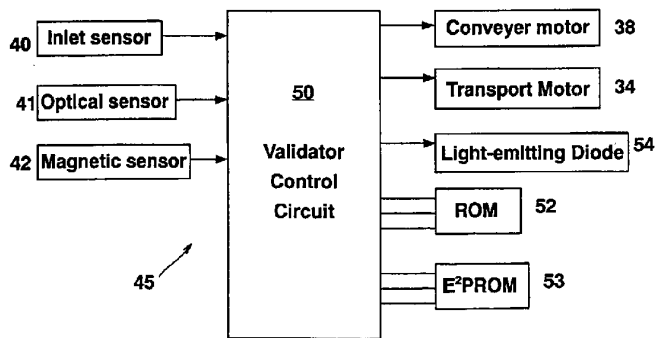 40 Inlet sensor
41 Optical sensor
42 Magnetic sensor
45
50
Validator
Control
Circuit
Conveyer motor 38
Transport Motor 34
Light-emitting Diode 54
ROM 52
E²PROM 53